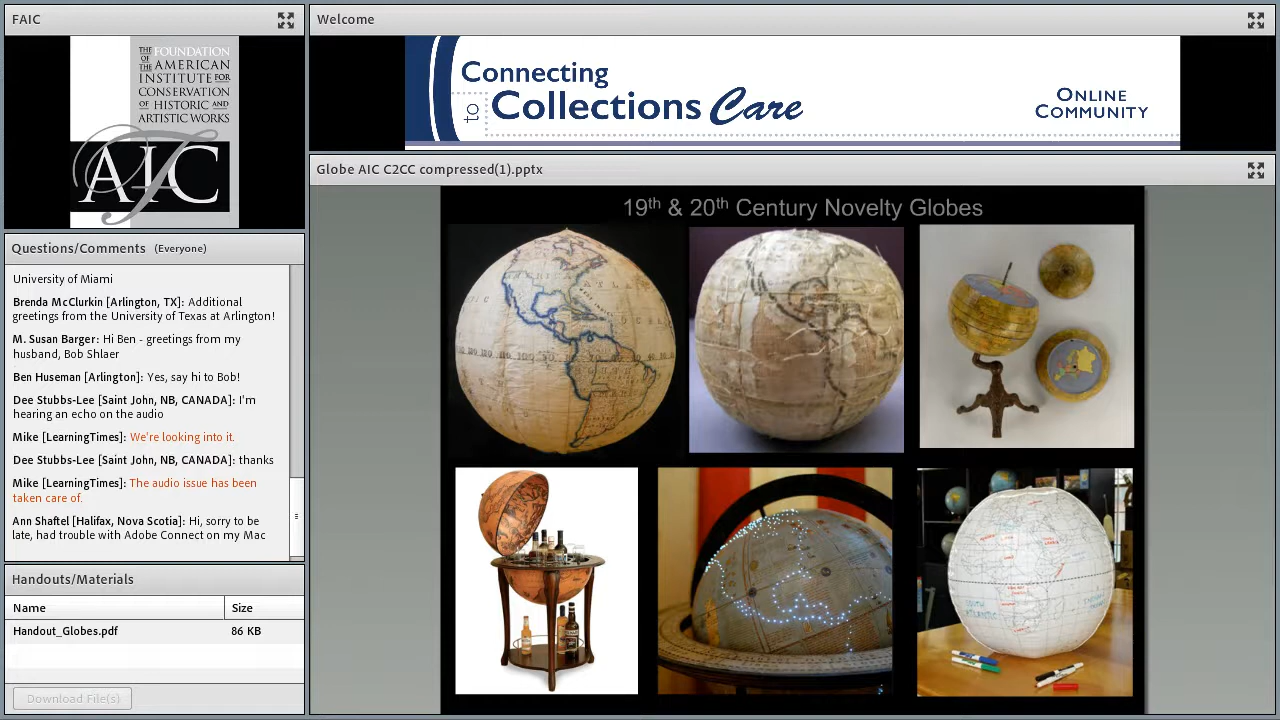 FAIC
THE FOUNDATION
OF THE AMERICAN
INSTITUTE FOR
CONSERVATION
OF HISTORIC AND
ARTISTIC WORKS
AIC
Questions/Comments (Everyone)
University of Miami
Brenda McClurkin [Arlington, TX]: Additional
greetings from the University of Texas at Arlington!
M. Susan Barger: Hi Ben - greetings from my
husband, Bob Shlaer
Ben Huseman [Arlington]: Yes, say hi to Bob!
Dee Stubbs-Lee [Saint John, NB, CANADA]: I'm
hearing an echo on the audio
Mike [LearningTimes]: We're looking into it.
Dee Stubbs-Lee [Saint John, NB, CANADA]: thanks
Mike [LearningTimes]: The audio issue has been
taken care of.
Ann Shaftel [Halifax, Nova Scotia]: Hi, sorry to be
late, had trouble with Adobe Connect on my Mac
Handouts/Materials
Name Size
Handout_Globes.pdf 86 KB
Download File(s)
Welcome
Connecting
to Collections Care
ONLINE
COMMUNITY
Globe AIC C2CC compressed(1).pptx
19th & 20th Century Novelty Globes
SOUTH
ATLANTIC